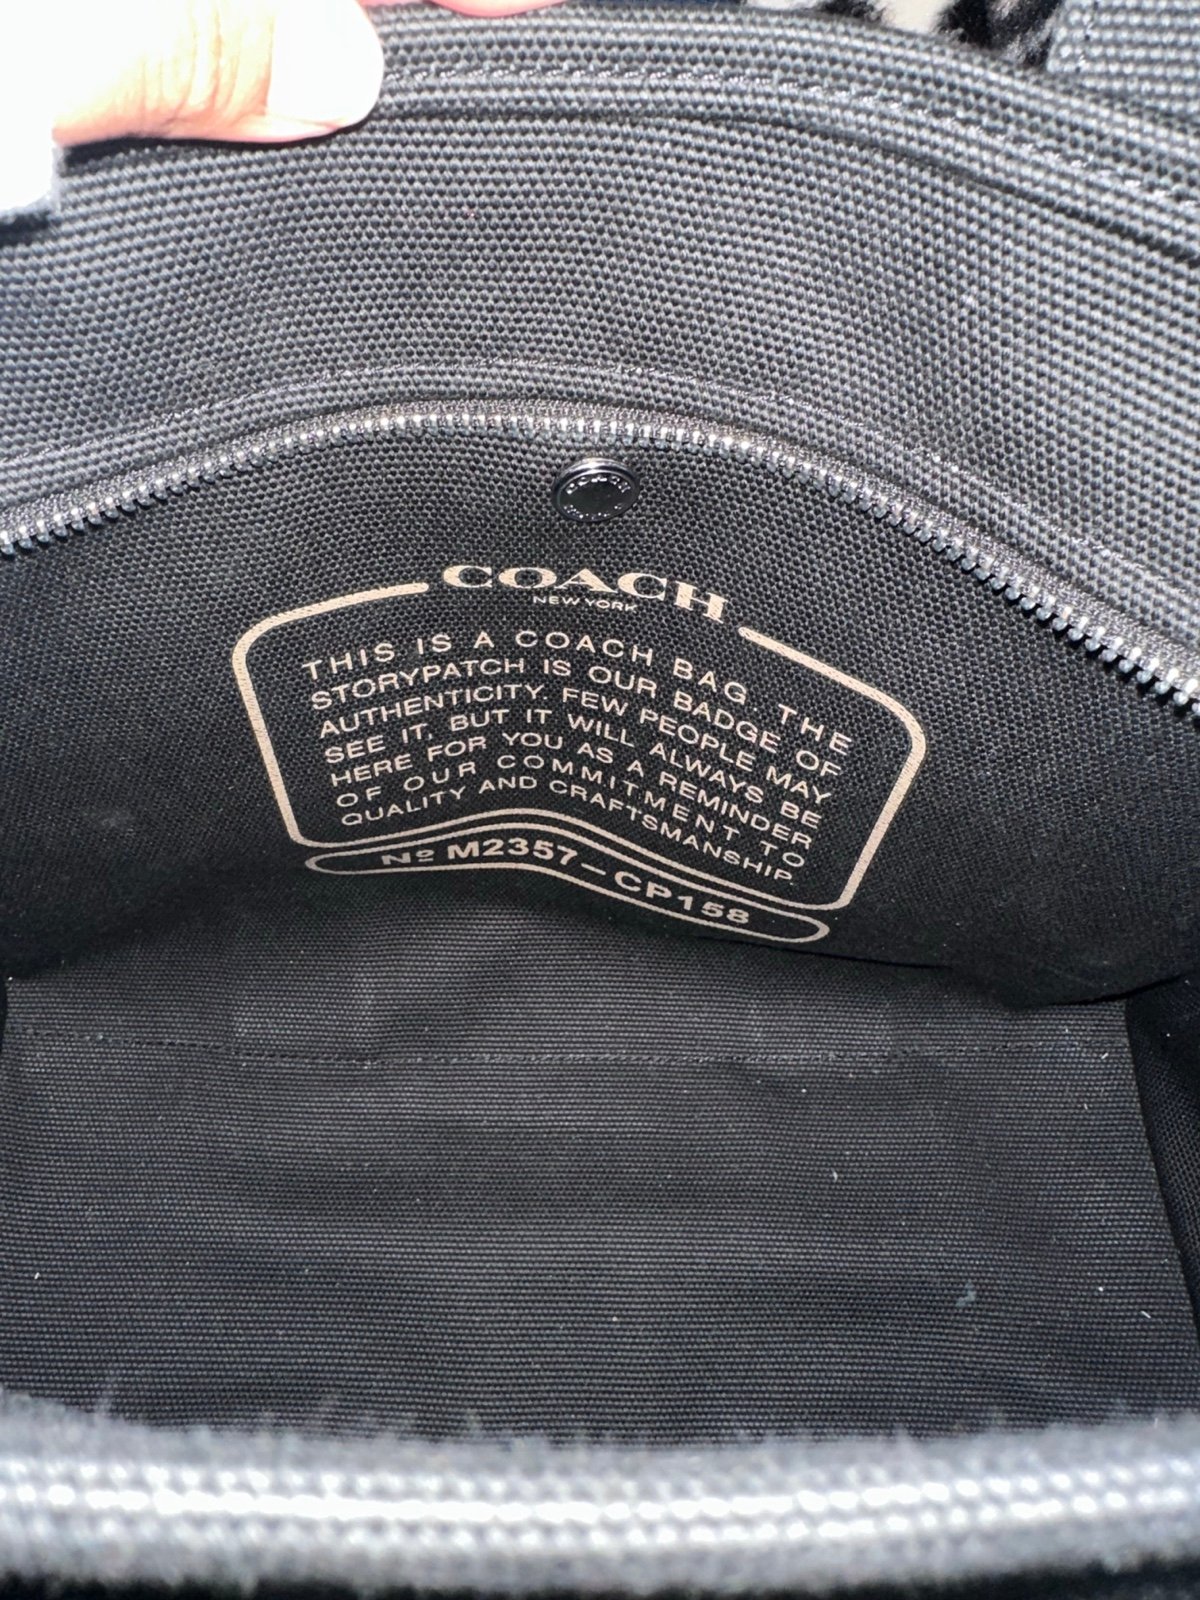 COACH
COACH
NEW YORK
THIS IS A COACH BAG. THE
STORYPATCH IS OUR BADGE OF
AUTHENTICITY. FEW PEOPLE MAY
SEE IT, BUT IT WILL ALWAYS BE
HERE FOR YOU AS A REMINDER
OF OUR COMMITMENT TO
QUALITY AND CRAFTSMANSHIP.
Nº M2357-CP158